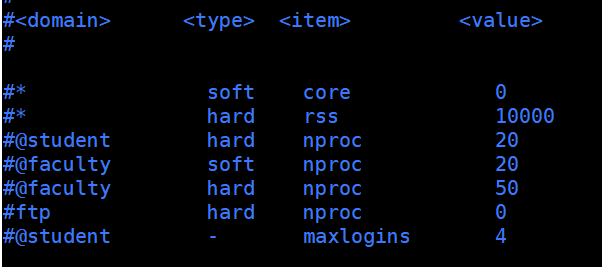 #
#<domain>      <type>  <item>         <value>
#
#*               soft    core            0
#*               hard    rss             10000
#@student        hard    nproc           20
#@faculty        soft    nproc           20
#@faculty        hard    nproc           50
#ftp             hard    nproc           0
#@student        -       maxlogins       4